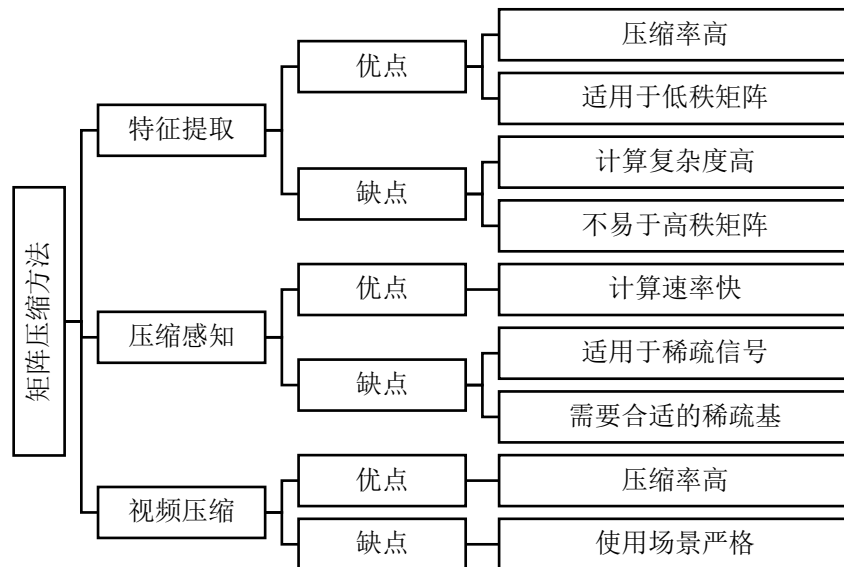 矩阵压缩方法
特征提取
优点
压缩率高
适用于低秩矩阵
缺点
计算复杂度高
不易于高秩矩阵
压缩感知
优点
计算速率快
缺点
适用于稀疏信号
需要合适的稀疏基
视频压缩
优点
压缩率高
缺点
使用场景严格